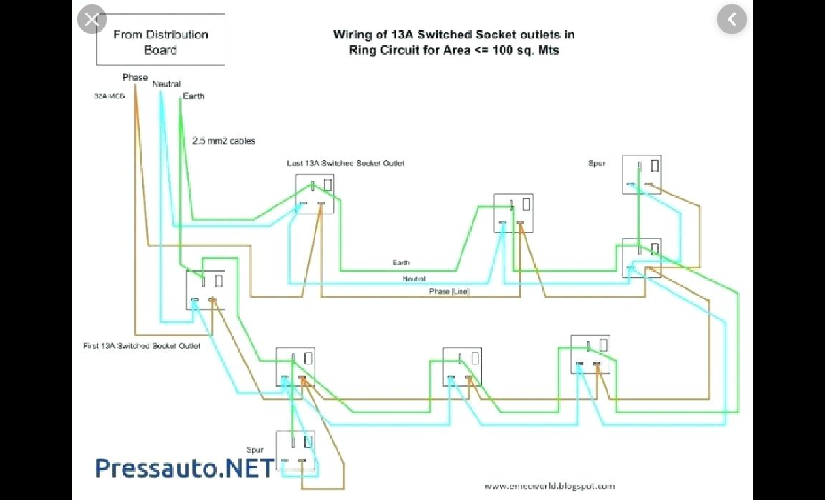 From Distribution
Board
Wiring of 13A Switched Socket outlets in
Ring Circuit for Area <= 100 sq. Mts
Phase
Neutral
32A MCB
Earth
2.5 mm2 cables
Last 13A Switched Socket Outlet
Spur
Earth
Neutral
Phase [Line]
First 13A Switched Socket Outlet
Spur
Pressauto.NET
www.emecworld.blogspot.com